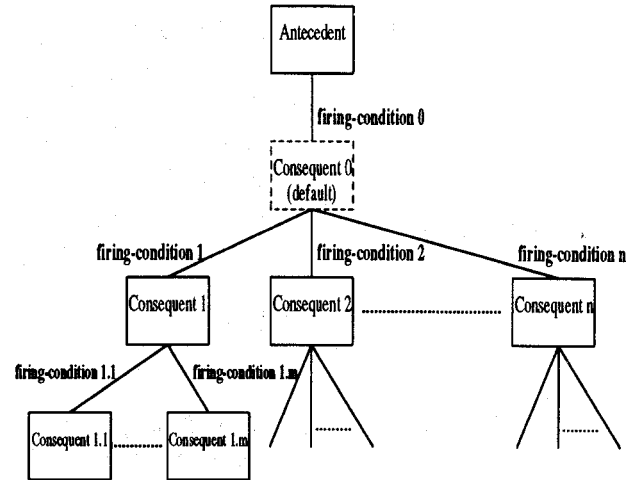 Antecedent
firing-condition 0
Consequent 0
(default)
firing-condition 1
firing-condition 2
firing-condition n
Consequent 1
Consequent 2
Consequent n
firing-condition 1.1
firing-condition 1.m
Consequent 1.1
Consequent 1.m